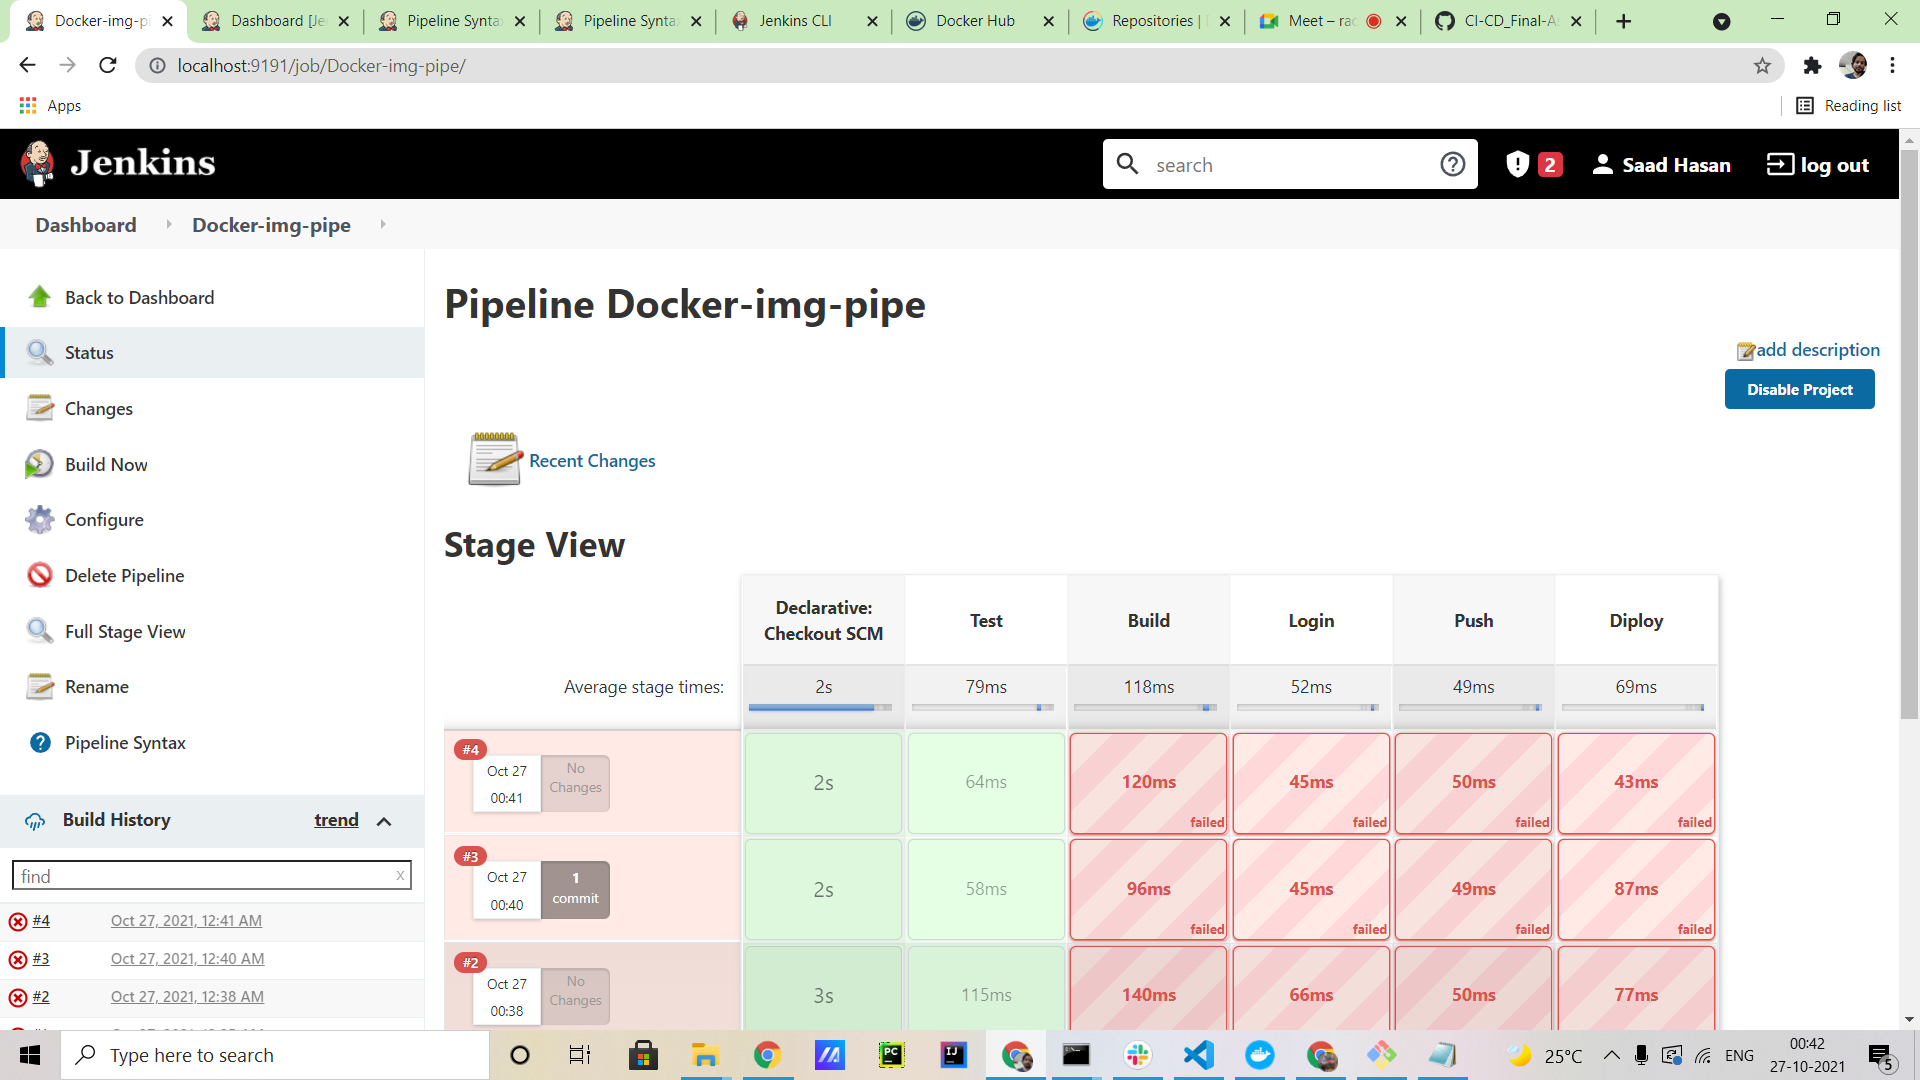 Docker-img-pi
Dashboard [Je
Pipeline Synta
Pipeline Synta
Jenkins CLI
Docker Hub
Repositories |
Meet – rac
CI-CD_Final-As
localhost:9191/job/Docker-img-pipe/
Apps
Reading list
Jenkins
search
2
Saad Hasan
log out
Dashboard
Docker-img-pipe
Back to Dashboard
Status
Changes
Build Now
Configure
Delete Pipeline
Full Stage View
Rename
Pipeline Syntax
Build History
trend
find
x
#4
Oct 27, 2021, 12:41 AM
#3
Oct 27, 2021, 12:40 AM
#2
Oct 27, 2021, 12:38 AM
Pipeline Docker-img-pipe
add description
Disable Project
Recent Changes
Stage View
Declarative:
Checkout SCM
Test
Build
Login
Push
Diploy
Average stage times:
2s
79ms
118ms
52ms
49ms
69ms
#4
Oct 27
00:41
No
Changes
2s
64ms
120ms
failed
45ms
failed
50ms
failed
43ms
failed
#3
Oct 27
00:40
1
commit
2s
58ms
96ms
failed
45ms
failed
49ms
failed
87ms
failed
#2
Oct 27
00:38
No
Changes
3s
115ms
140ms
66ms
50ms
77ms
Type here to search
PC
IJ
25°C
ENG
00:42
27-10-2021
5